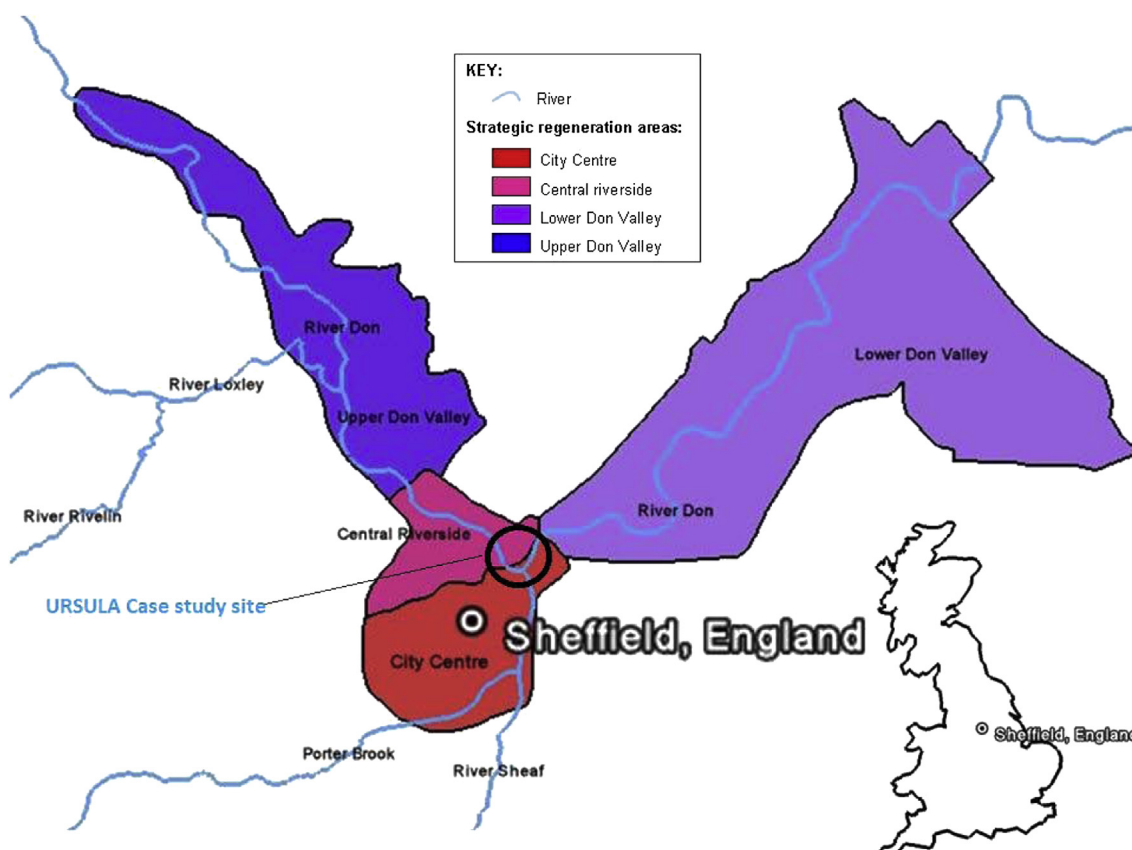 KEY:
River
Strategic regeneration areas:
City Centre
Central riverside
Lower Don Valley
Upper Don Valley
River Don
Lower Don Valley
River Loxley
Upper Don Valley
River Rivelin
Central Riverside
River Don
URSULA Case study site
Sheffield, England
City Centre
Porter Brook
River Sheaf
Sheffield, England